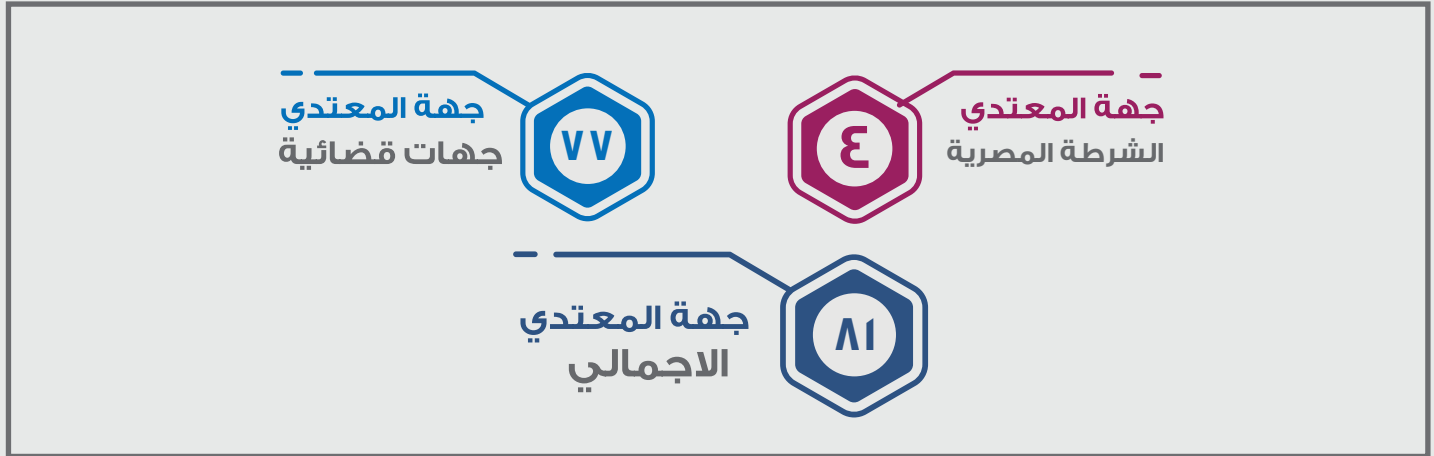 جهة المعتدي
الشرطة المصرية
٤
جهة المعتدي
جهات قضائية
٧٧
جهة المعتدي
الاجمالي
٨١